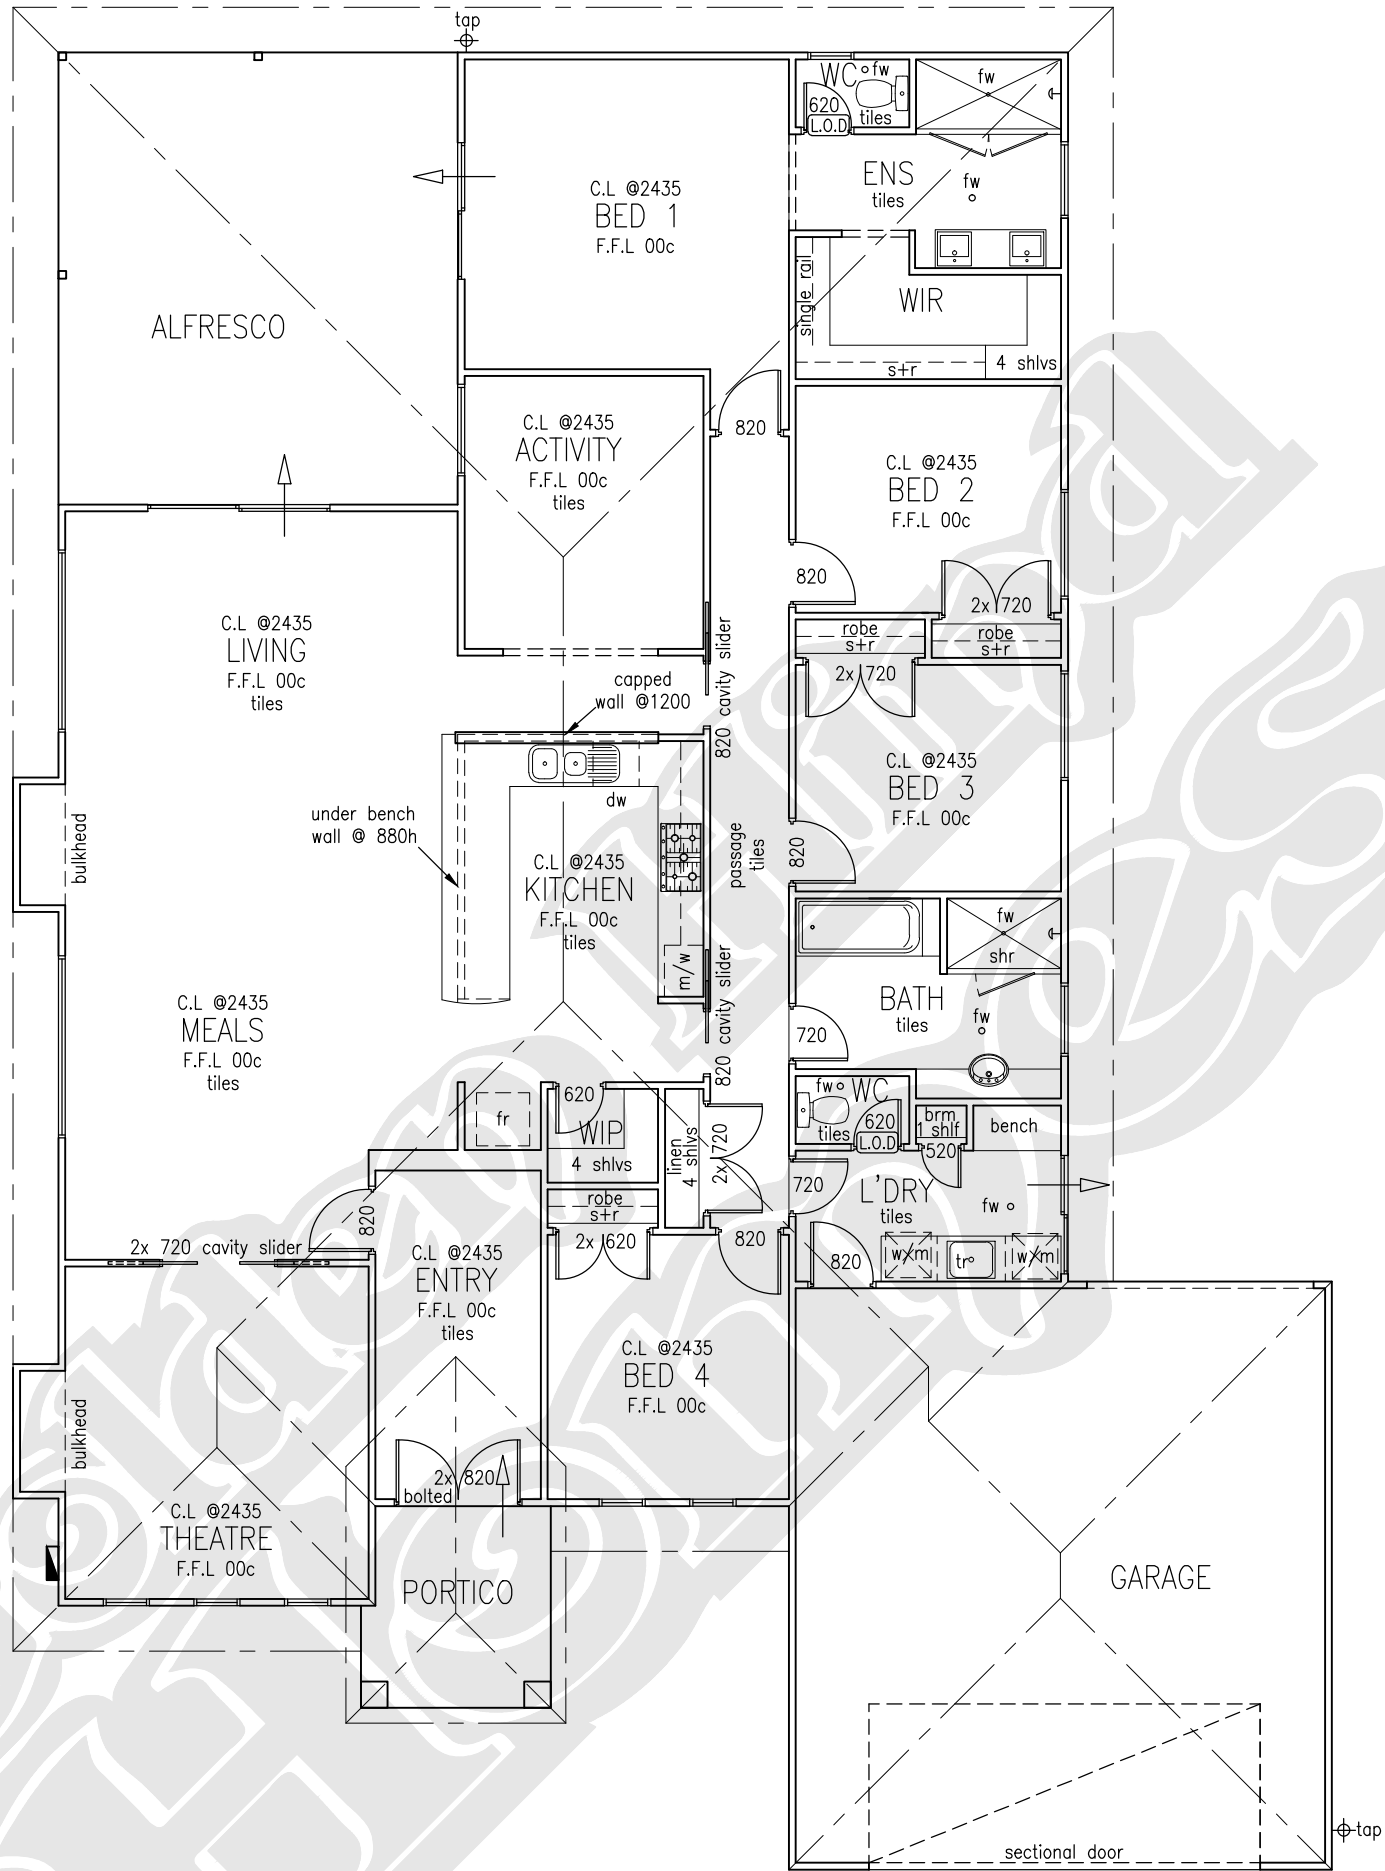 tap
WC fw
fw
620
tiles
L.O.D
ENS
tiles
fw
C.L @2435
BED 1
F.F.L 00c
single rail
WIR
s+r
4 shlvs
ALFRESCO
C.L @2435
ACTIVITY
F.F.L 00c
tiles
820
C.L @2435
BED 2
F.F.L 00c
820
2x 720
robe
s+r
robe
s+r
2x 720
C.L @2435
LIVING
F.F.L 00c
tiles
capped
wall @1200
820 cavity slider
C.L @2435
BED 3
F.F.L 00c
820
dw
under bench
wall @ 880h
bulkhead
passage
tiles
C.L @2435
KITCHEN
F.F.L 00c
tiles
m/w
820 cavity slider
fw
shr
BATH
tiles
fw
720
C.L @2435
MEALS
F.F.L 00c
tiles
fr
620
WIP
4 shlvs
linen
4 shlvs
2x 720
fw WC
620
tiles
L.O.D
brm
1 shlf
520
bench
720
L'DRY
tiles
fw
w/m
tr
w/m
820
820
robe
s+r
2x 620
820
2x 720 cavity slider
C.L @2435
ENTRY
F.F.L 00c
tiles
C.L @2435
BED 4
F.F.L 00c
bulkhead
2x 820
bolted
C.L @2435
THEATRE
F.F.L 00c
PORTICO
GARAGE
sectional door
tap